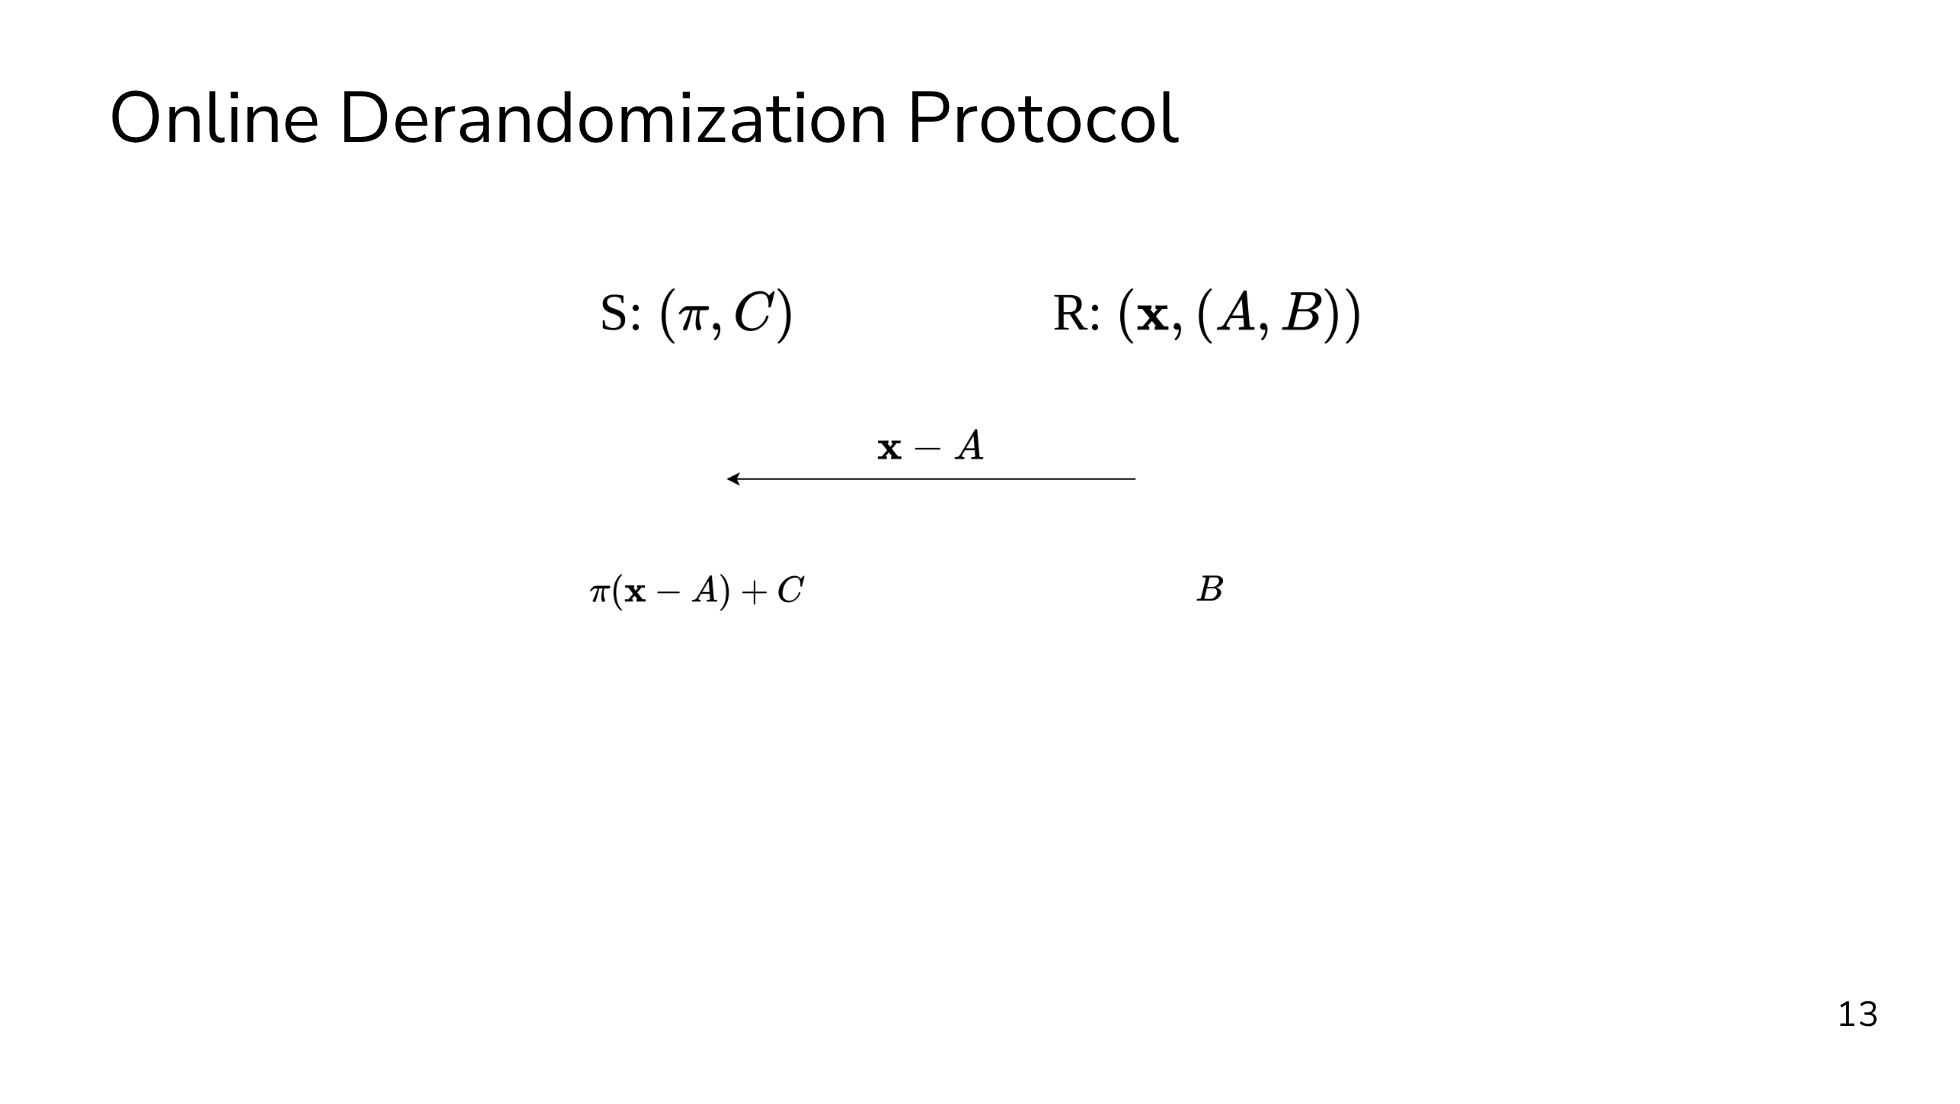 Online Derandomization Protocol
S: (π, C) R: (𝐱, (A, B))
𝐱 − A
π(𝐱 − A) + C B
13